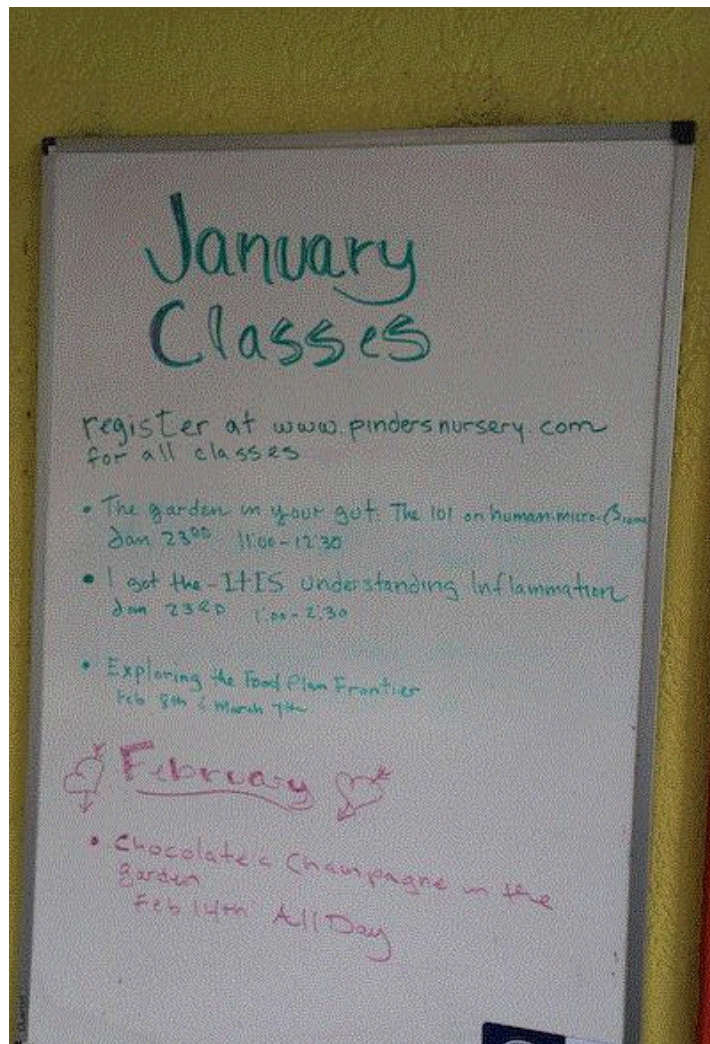 January
Classes
register at www.pindersnursery.com
for all classes
• The garden in your gut. The 101 on human-micro-Biome
Jan 23RD 11:00-12:30
• I got the-ItIS understanding Inflammation
Jan 23RD 1:00-2:30
• Exploring the Food Plan Frontier
Feb 8th & March 7th
February
• Chocolate & Champagne in the
garden
Feb 14th All Day